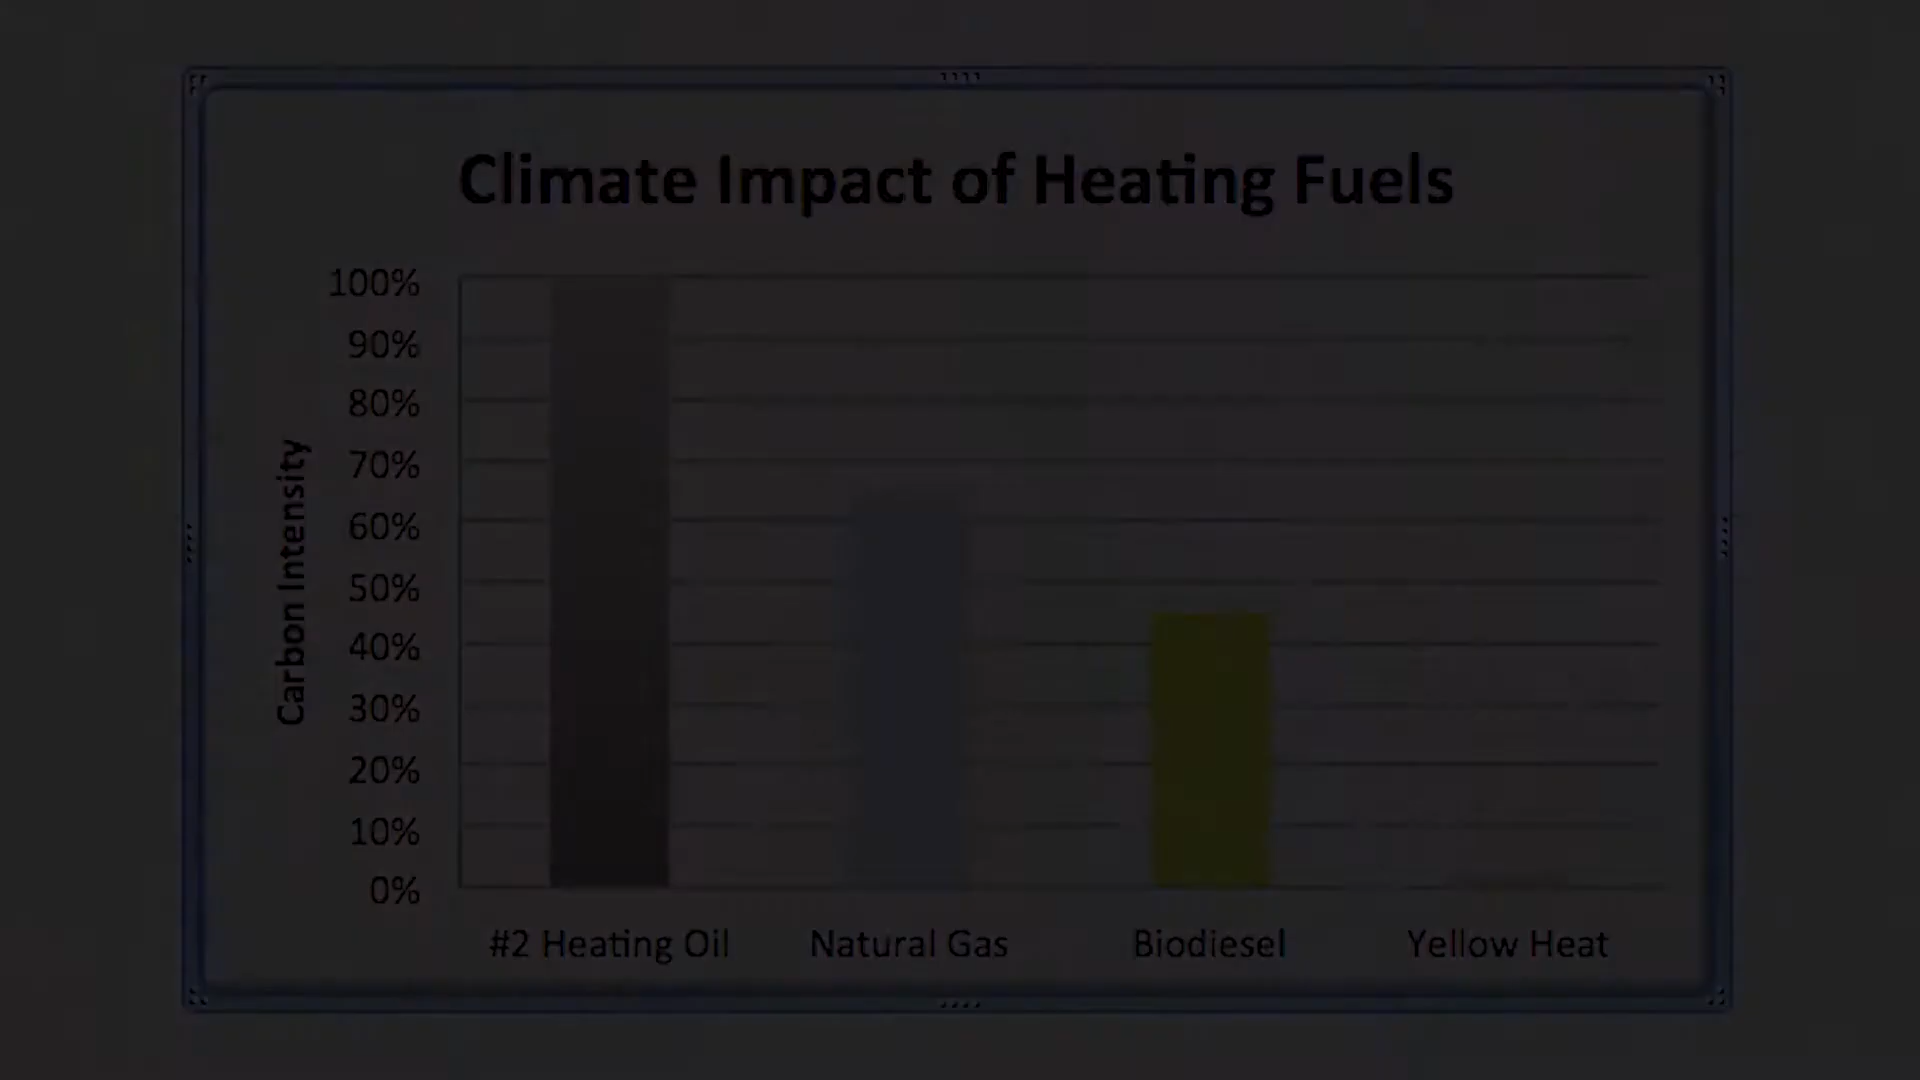 Climate Impact of Heating Fuels
100%
90%
80%
70%
60%
50%
40%
30%
20%
10%
0%
Carbon Intensity
#2 Heating Oil
Natural Gas
Biodiesel
Yellow Heat